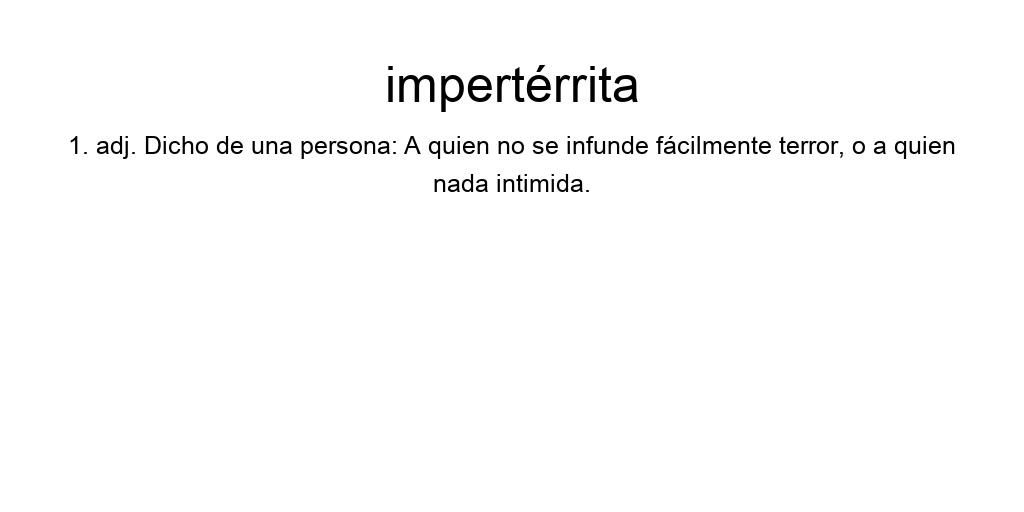 impertérrita
1. adj. Dicho de una persona: A quien no se infunde fácilmente terror, o a quien
nada intimida.